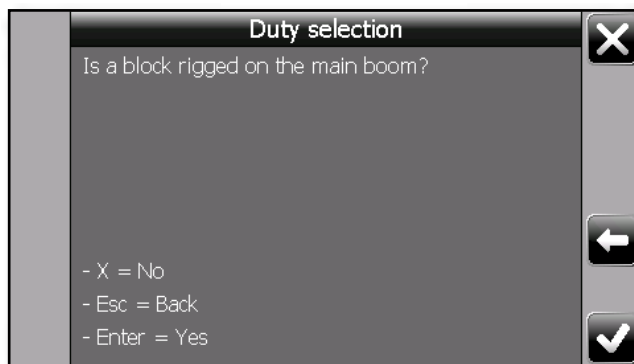 Duty selection
Is a block rigged on the main boom?
- X = No
- Esc = Back
- Enter = Yes